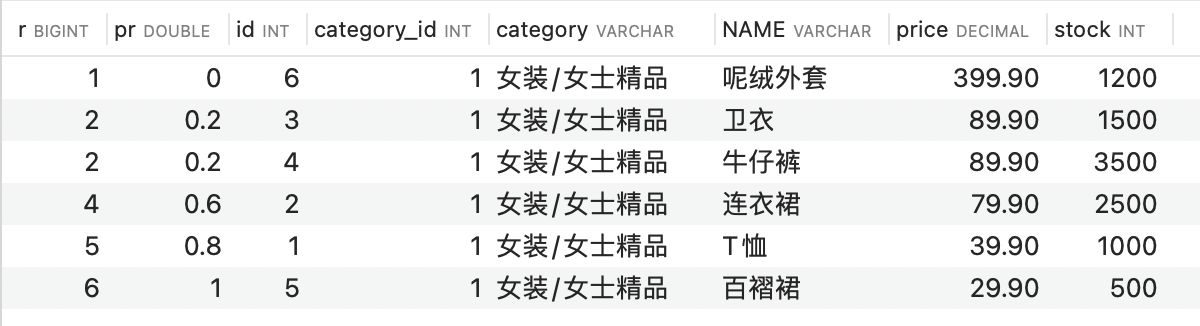 r BIGINT pr DOUBLE id INT category_id INT category VARCHAR NAME VARCHAR price DECIMAL stock INT
1 0 6 1 女装/女士精品 呢绒外套 399.90 1200
2 0.2 3 1 女装/女士精品 卫衣 89.90 1500
2 0.2 4 1 女装/女士精品 牛仔裤 89.90 3500
4 0.6 2 1 女装/女士精品 连衣裙 79.90 2500
5 0.8 1 1 女装/女士精品 T恤 39.90 1000
6 1 5 1 女装/女士精品 百褶裙 29.90 500